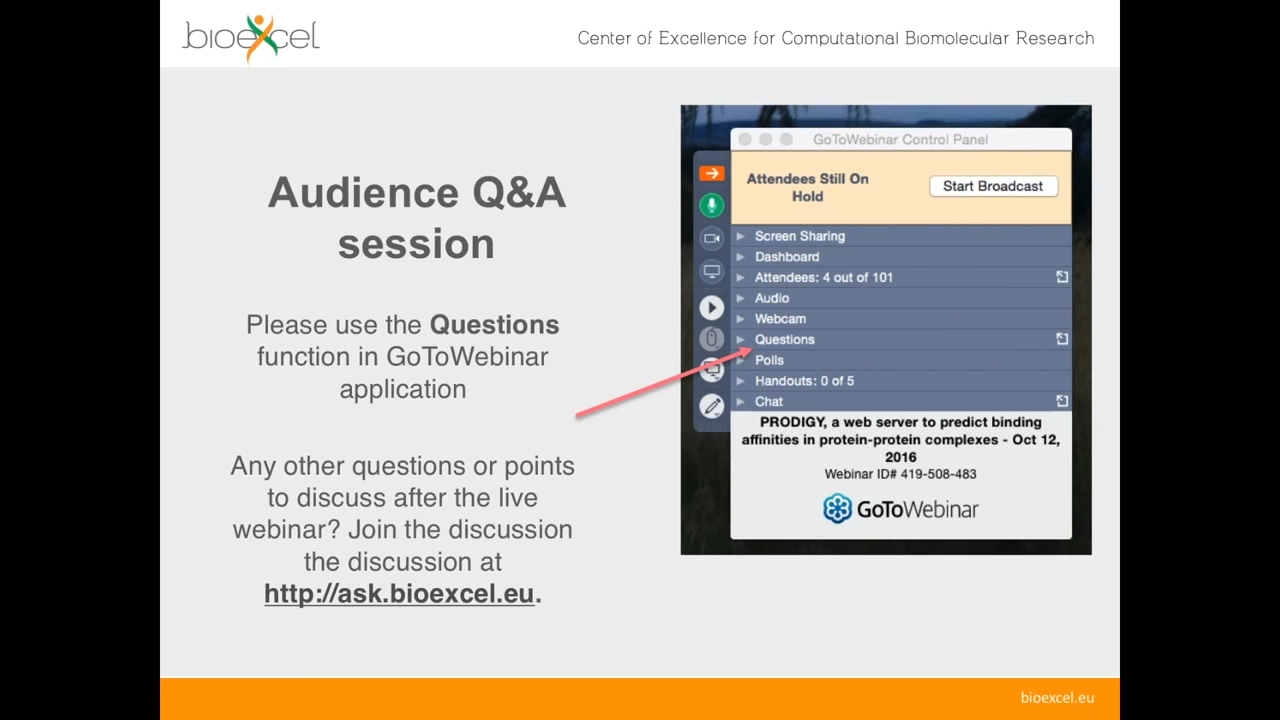 bioexcel
Center of Excellence for Computational Biomolecular Research
Audience Q&A
session
Please use the Questions
function in GoToWebinar
application
Any other questions or points
to discuss after the live
webinar? Join the discussion
the discussion at
http://ask.bioexcel.eu.
GoToWebinar Control Panel
Attendees Still On
Hold
Start Broadcast
Screen Sharing
Dashboard
Attendees: 4 out of 101
Audio
Webcam
Questions
Polls
Handouts: 0 of 5
Chat
PRODIGY, a web server to predict binding
affinities in protein-protein complexes - Oct 12,
2016
Webinar ID# 419-508-483
GoToWebinar
bioexcel.eu